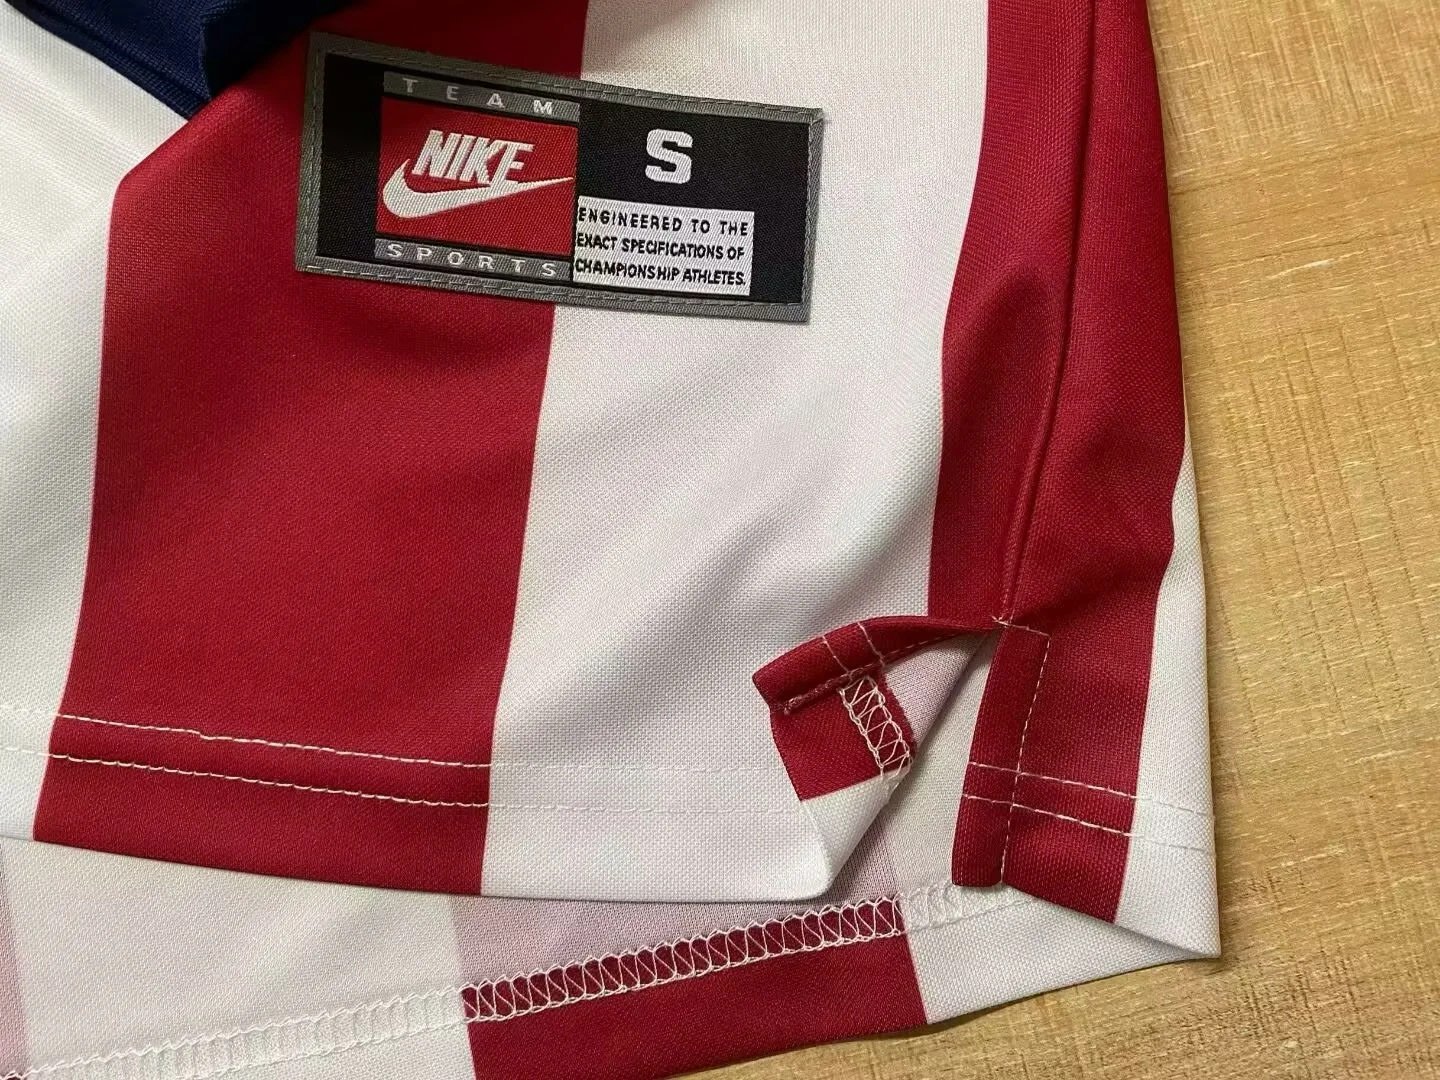 TEAM
NIKE
SPORTS
S
ENGINEERED TO THE
EXACT SPECIFICATIONS OF
CHAMPIONSHIP ATHLETES.